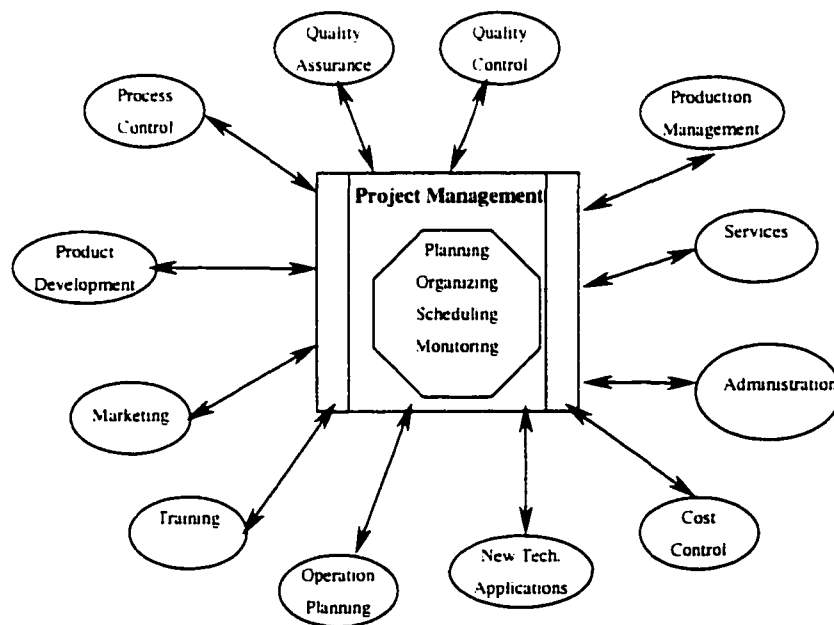 Quality
Assurance
Quality
Control
Process
Control
Production
Management
Project Management
Planning
Organizing
Scheduling
Monitoring
Services
Product
Development
Administration
Marketing
Training
Cost
Control
Operation
Planning
New Tech.
Applications